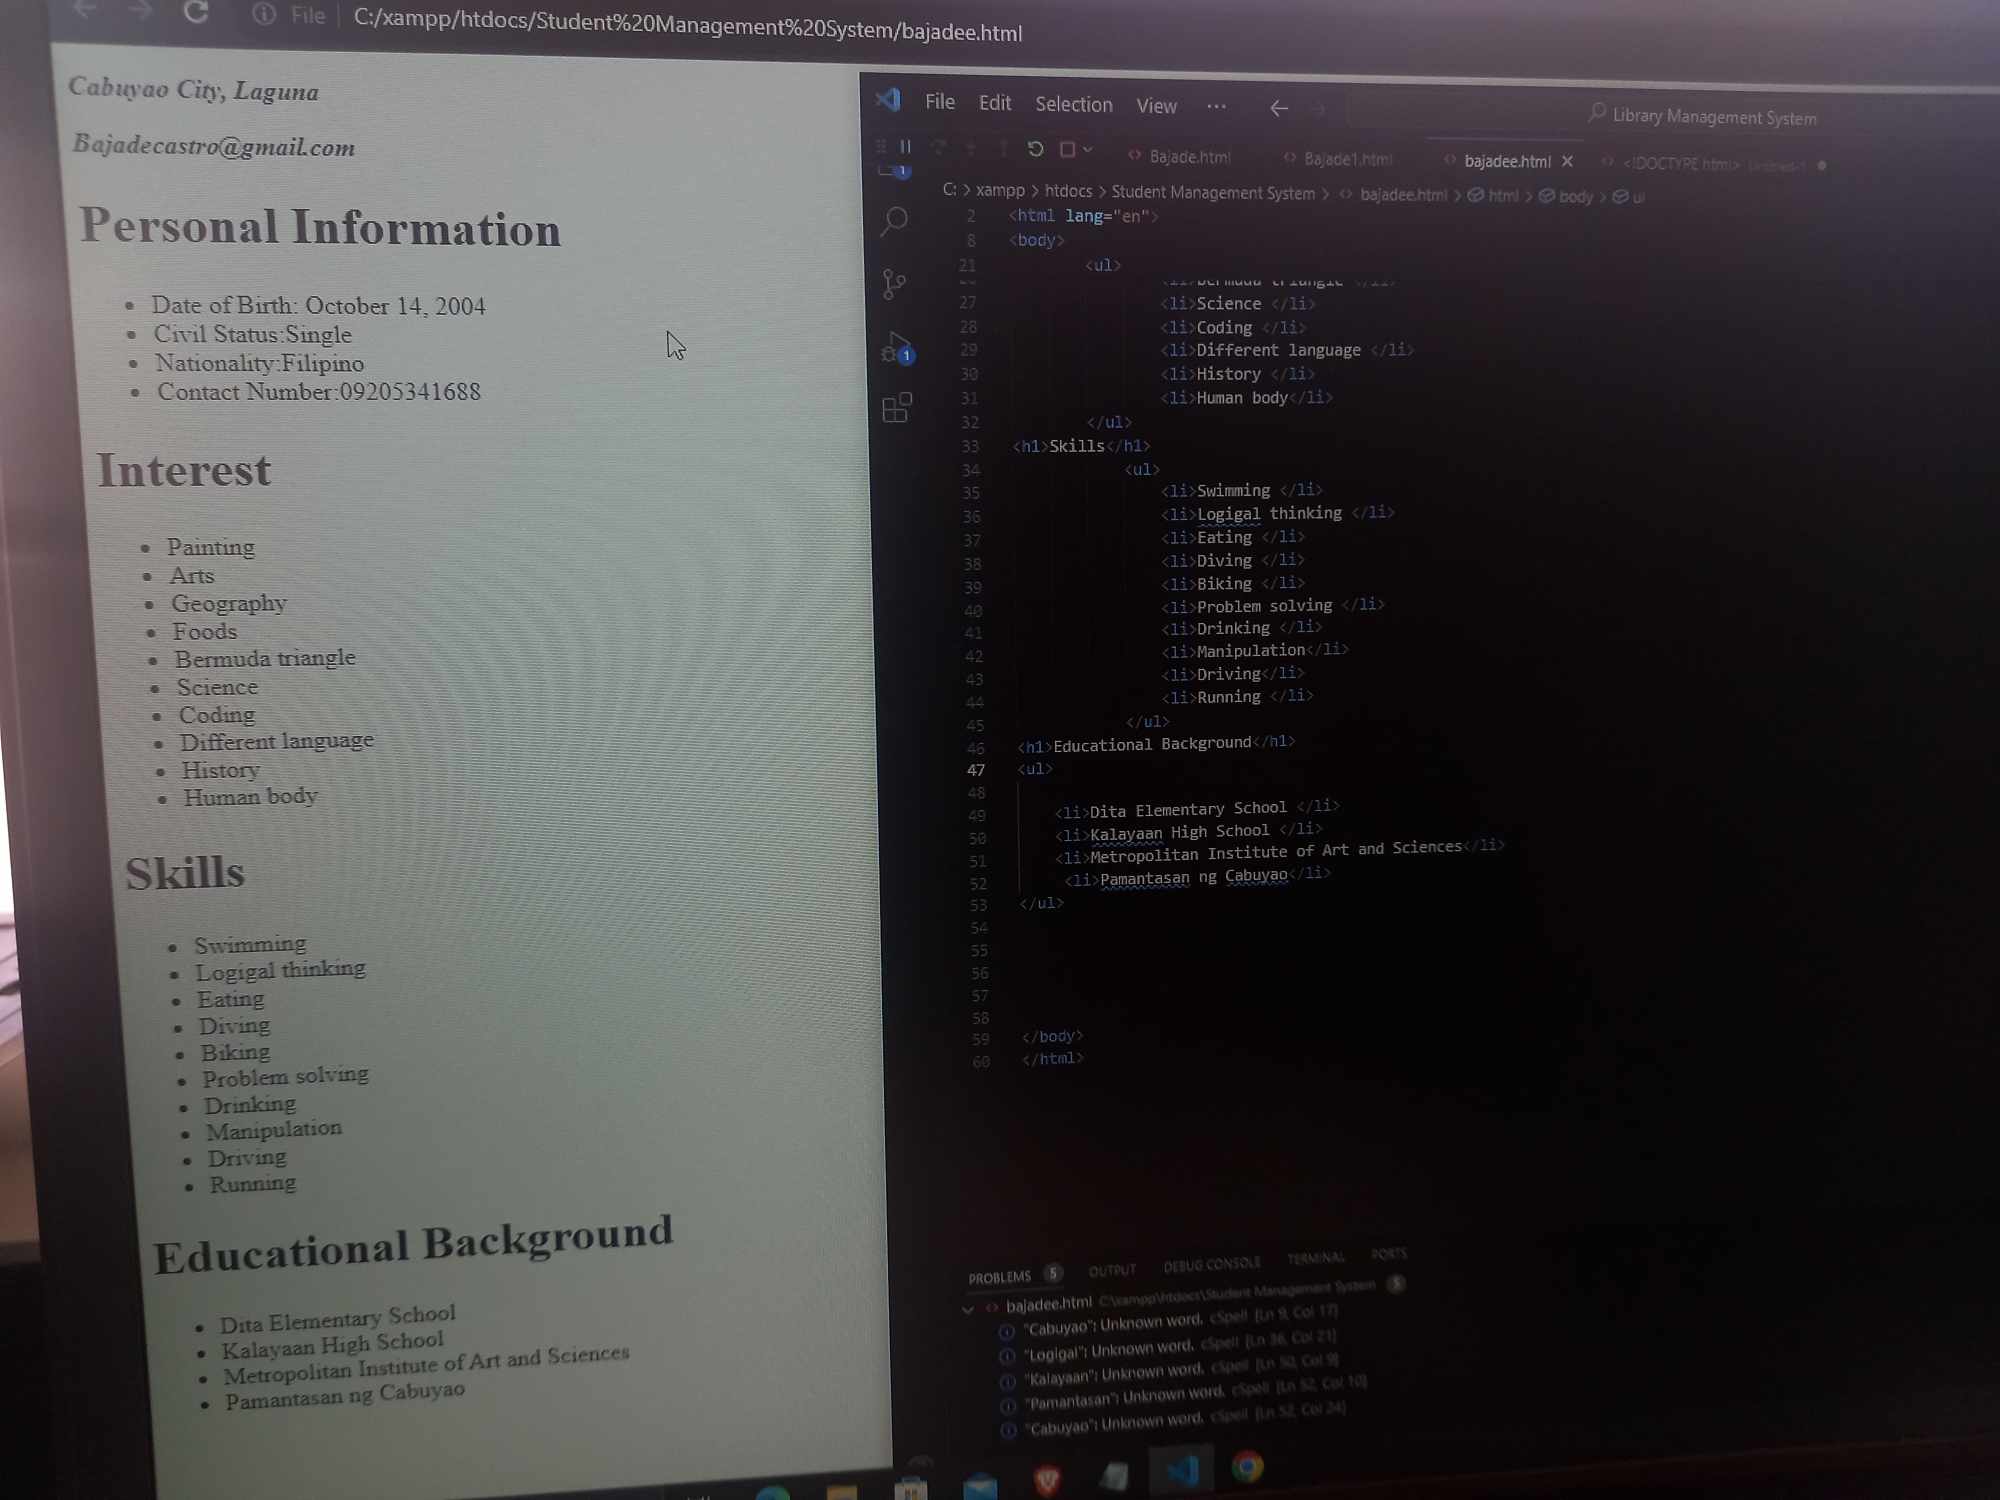 File C:/xampp/htdocs/Student%20Management%20System/bajadee.html
Cabuyao City, Laguna
Bajadecastro@gmail.com
Personal Information
Date of Birth: October 14, 2004
Civil Status:Single
Nationality:Filipino
Contact Number:09205341688
Interest
Painting
Arts
Geography
Foods
Bermuda triangle
Science
Coding
Different language
History
Human body
Skills
Swimming
Logigal thinking
Eating
Diving
Biking
Problem solving
Drinking
Manipulation
Driving
Running
Educational Background
Dita Elementary School
Kalayaan High School
Metropolitan Institute of Art and Sciences
Pamantasan ng Cabuyao
File Edit Selection View ... Library Management System
Bajade.html Bajade1.html bajadee.html <!DOCTYPE html> Untitled-1
C: > xampp > htdocs > Student Management System > bajadee.html > html > body > ul
2 <html lang="en">
8 <body>
21 <ul>
<li>Bermuda triangle </li>
27 <li>Science </li>
28 <li>Coding </li>
29 <li>Different language </li>
30 <li>History </li>
31 <li>Human body</li>
32 </ul>
33 <h1>Skills</h1>
34 <ul>
35 <li>Swimming </li>
36 <li>Logigal thinking </li>
37 <li>Eating </li>
38 <li>Diving </li>
39 <li>Biking </li>
40 <li>Problem solving </li>
41 <li>Drinking </li>
42 <li>Manipulation</li>
43 <li>Driving</li>
44 <li>Running </li>
45 </ul>
46 <h1>Educational Background</h1>
47 <ul>
48
49 <li>Dita Elementary School </li>
50 <li>Kalayaan High School </li>
51 <li>Metropolitan Institute of Art and Sciences</li>
52 <li>Pamantasan ng Cabuyao</li>
53 </ul>
54
55
56
57
58
59 </body>
60 </html>
PROBLEMS 5 OUTPUT DEBUG CONSOLE TERMINAL PORTS
bajadee.html C:\xampp\htdocs\Student Management System 5
"Cabuyao": Unknown word. cSpell [Ln 9, Col 17]
"Logigal": Unknown word. cSpell [Ln 36, Col 21]
"Kalayaan": Unknown word. cSpell [Ln 50, Col 9]
"Pamantasan": Unknown word. cSpell [Ln 52, Col 10]
"Cabuyao": Unknown word. cSpell [Ln 52, Col 24]